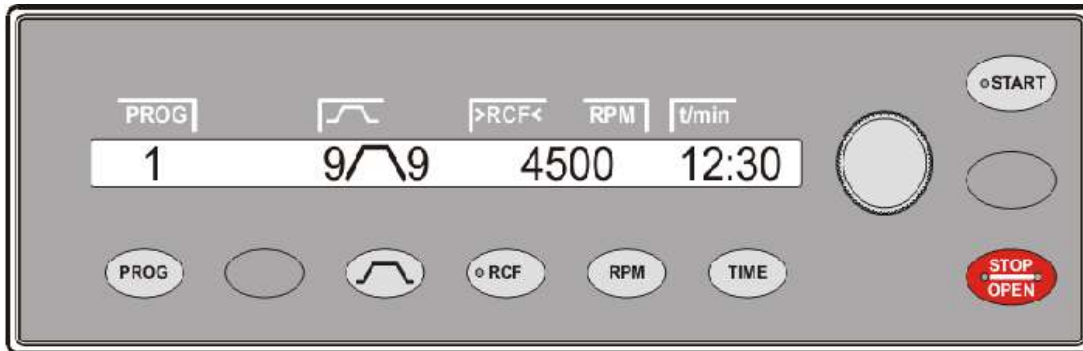 START
PROG >RCF< RPM t/min
1 9 9 4500 12:30
PROG RCF RPM TIME
STOP
OPEN